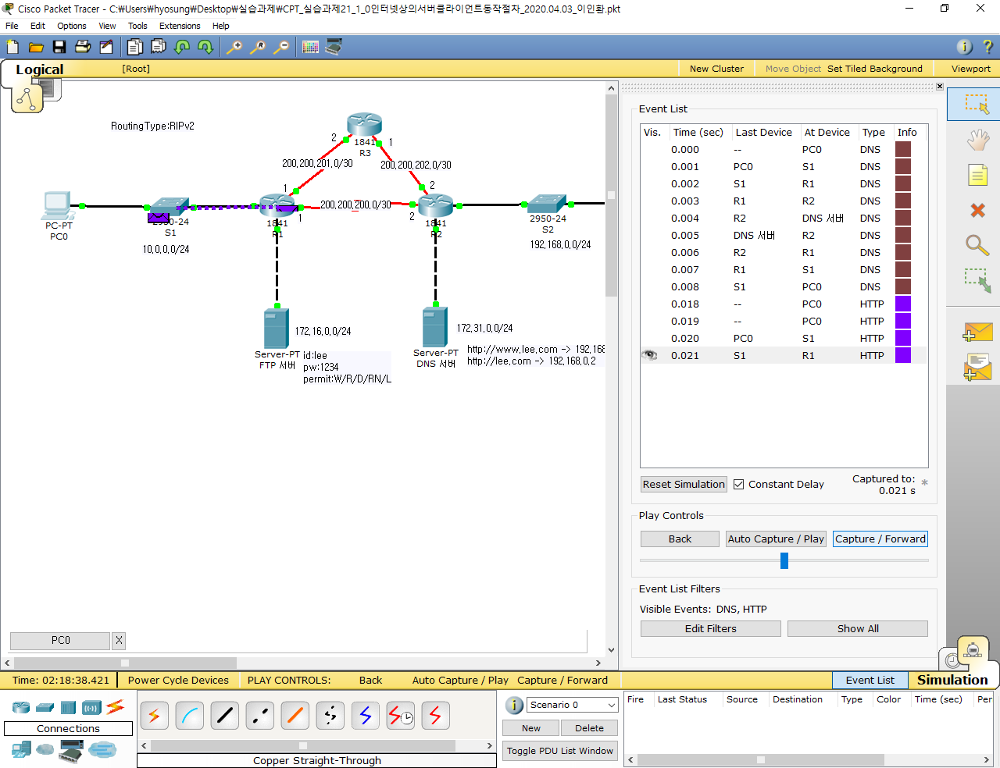 Cisco Packet Tracer - C:₩Users₩hyosung₩Desktop₩실습과제₩CPT_실습과제21_1_0인터넷상의서버클라이언트동작절차_2020.04.03_이인환.pkt
File Edit Options View Tools Extensions Help
Logical [Root] New Cluster Move Object Set Tiled Background Viewport
RoutingType:RIPv2
2
1841
R3
1
200,200,201,0/30
200,200,202,0/30
1
2
200,200,200,0/30
PC-PT
PC0
2950-24
S1
1841
R1
1
2
1841
R2
2950-24
S2
10,0,0,0/24
192,168,0,0/24
172,16,0,0/24
172,31,0,0/24
Server-PT
FTP 서버
id:lee
pw:1234
permit:W/R/D/RN/L
Server-PT
DNS 서버
http://www.lee,com -> 192,168
http://lee,com -> 192,168,0,2
PC0 X
Event List
Vis. Time (sec) Last Device At Device Type Info
0.000 -- PC0 DNS
0.001 PC0 S1 DNS
0.002 S1 R1 DNS
0.003 R1 R2 DNS
0.004 R2 DNS 서버 DNS
0.005 DNS 서버 R2 DNS
0.006 R2 R1 DNS
0.007 R1 S1 DNS
0.008 S1 PC0 DNS
0.018 -- PC0 HTTP
0.019 -- PC0 HTTP
0.020 PC0 S1 HTTP
0.021 S1 R1 HTTP
Reset Simulation Constant Delay Captured to: *
0.021 s
Play Controls
Back Auto Capture / Play Capture / Forward
Event List Filters
Visible Events: DNS, HTTP
Edit Filters Show All
Time: 02:18:38.421 Power Cycle Devices PLAY CONTROLS: Back Auto Capture / Play Capture / Forward Event List Simulation
Connections
Copper Straight-Through
Scenario 0
New Delete
Toggle PDU List Window
Fire Last Status Source Destination Type Color Time (sec) Per